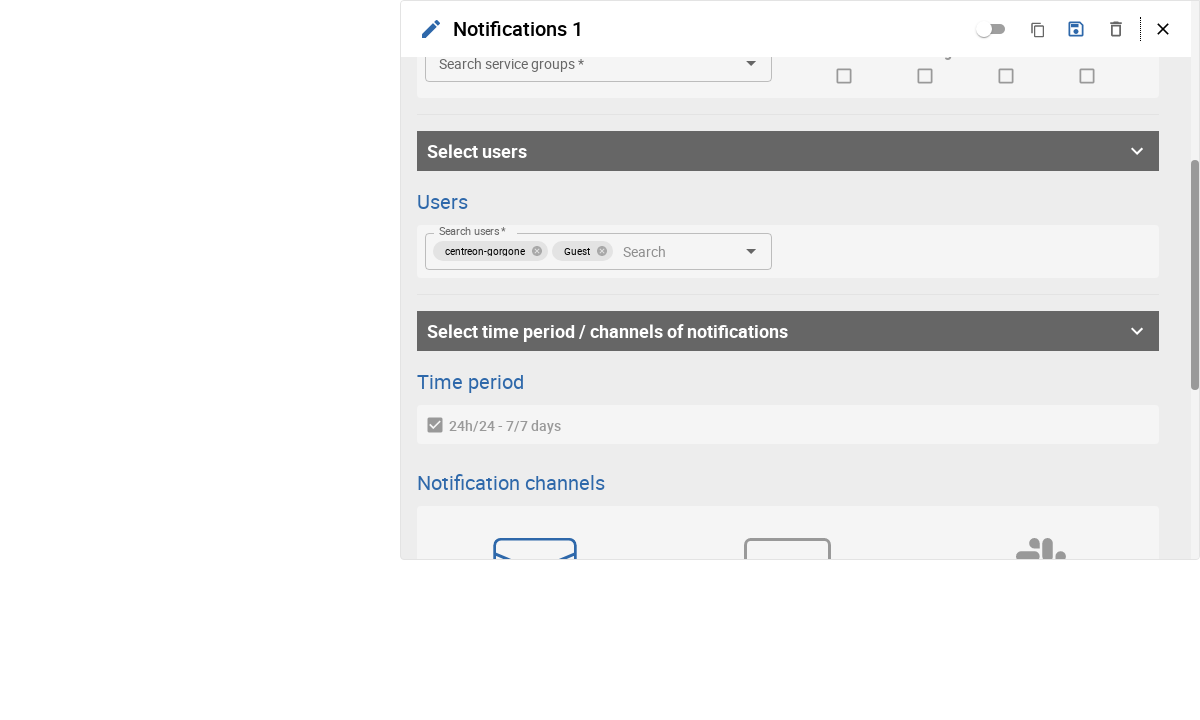 Notifications 1
Search service groups *
Select users
Users
Search users *
centreon-gorgone Guest Search
Select time period / channels of notifications
Time period
24h/24 - 7/7 days
Notification channels